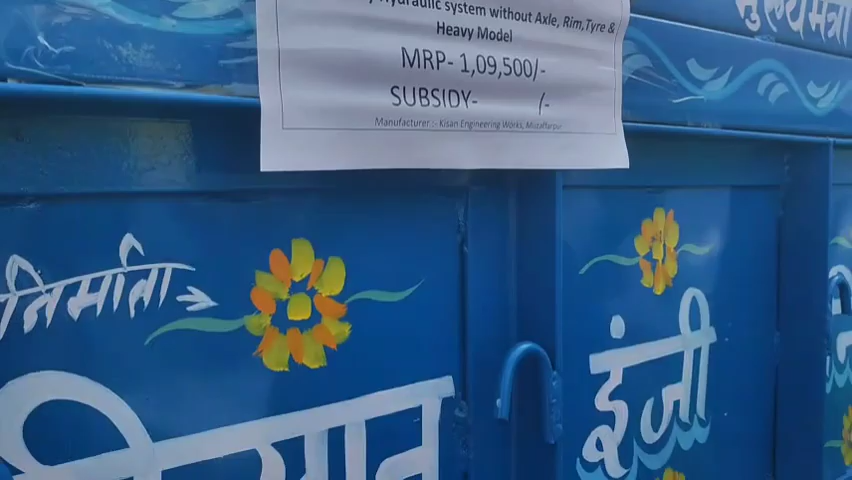 Hydraulic system without Axle, Rim,Tyre &
Heavy Model
MRP- 1,09,500/-
SUBSIDY- /-
Manufacturer :- Kisan Engineering Works, Muzaffarpur
निर्माता
इंजी